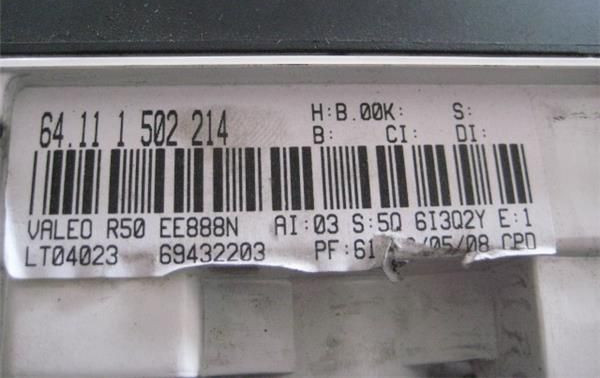 64.11 1 502 214 H:B.00K: S:
B: CI: DI:
VALEO R50 EE888N AI:03 S:5Q 6I3Q2Y E:1
LT04023 69432203 PF:61 /05/08 CPD